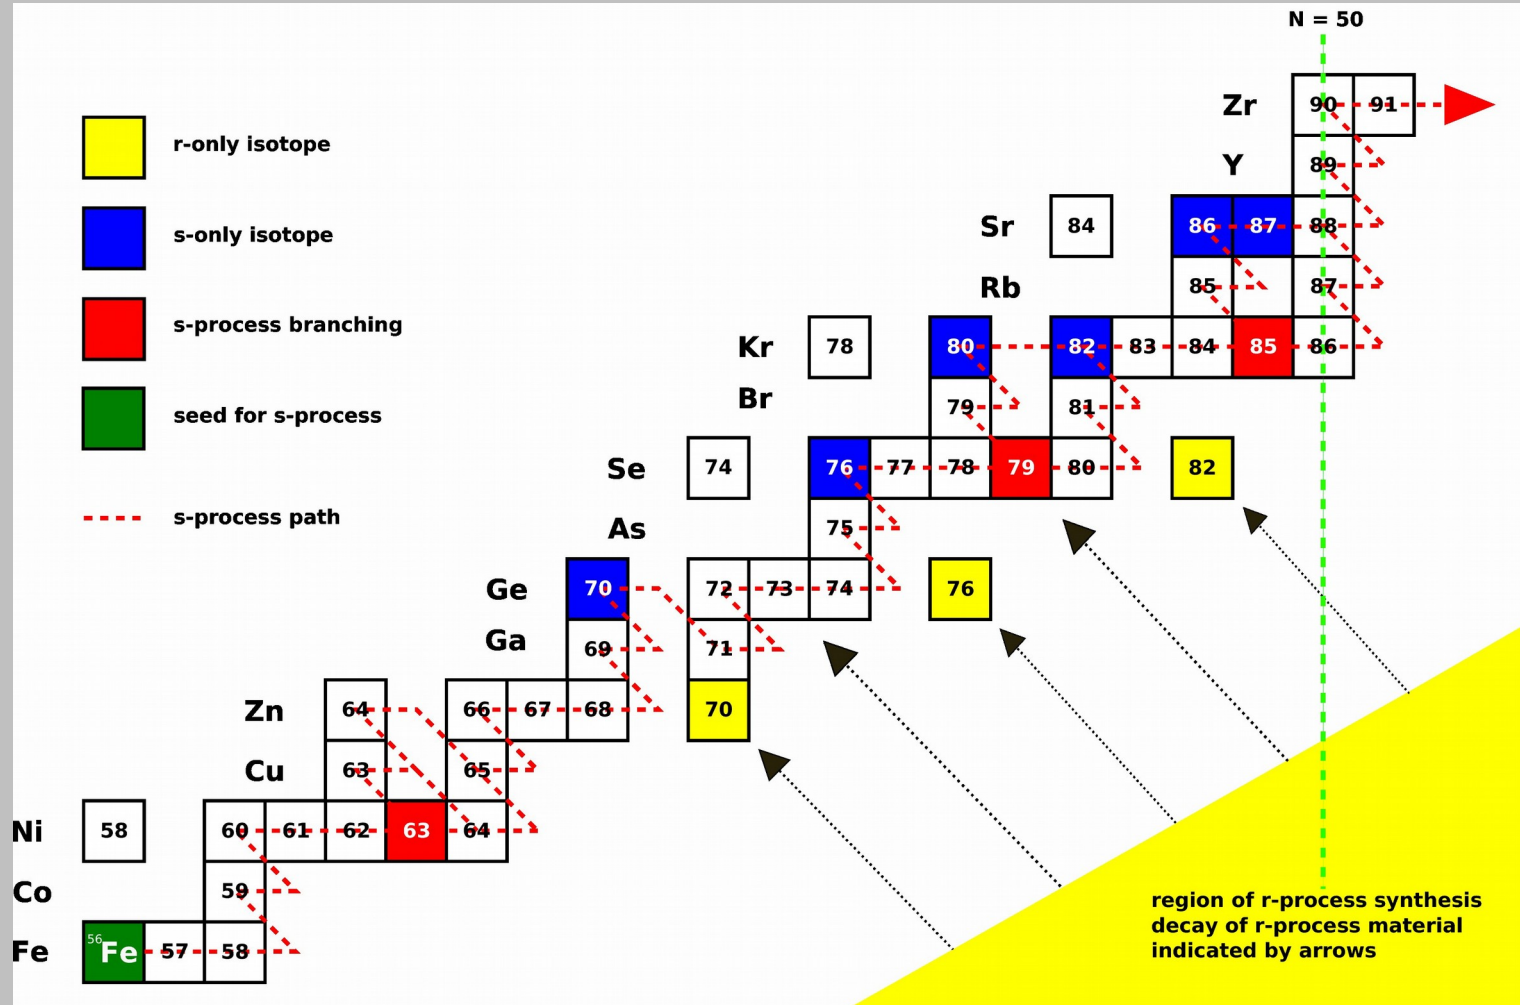 N = 50
Zr 90 91
r-only isotope
Y 89
s-only isotope
Sr 84 86 87 88
Rb 85 87
s-process branching
Kr 78 80 82 83 84 85 86
Br 79 81
seed for s-process
Se 74 76 77 78 79 80 82
s-process path
As 75
Ge 70 72 73 74 76
Ga 69 71
Zn 64 66 67 68 70
Cu 63 65
Ni 58 60 61 62 63 64
Co 59
Fe 56Fe 57 58
region of r-process synthesis
decay of r-process material
indicated by arrows